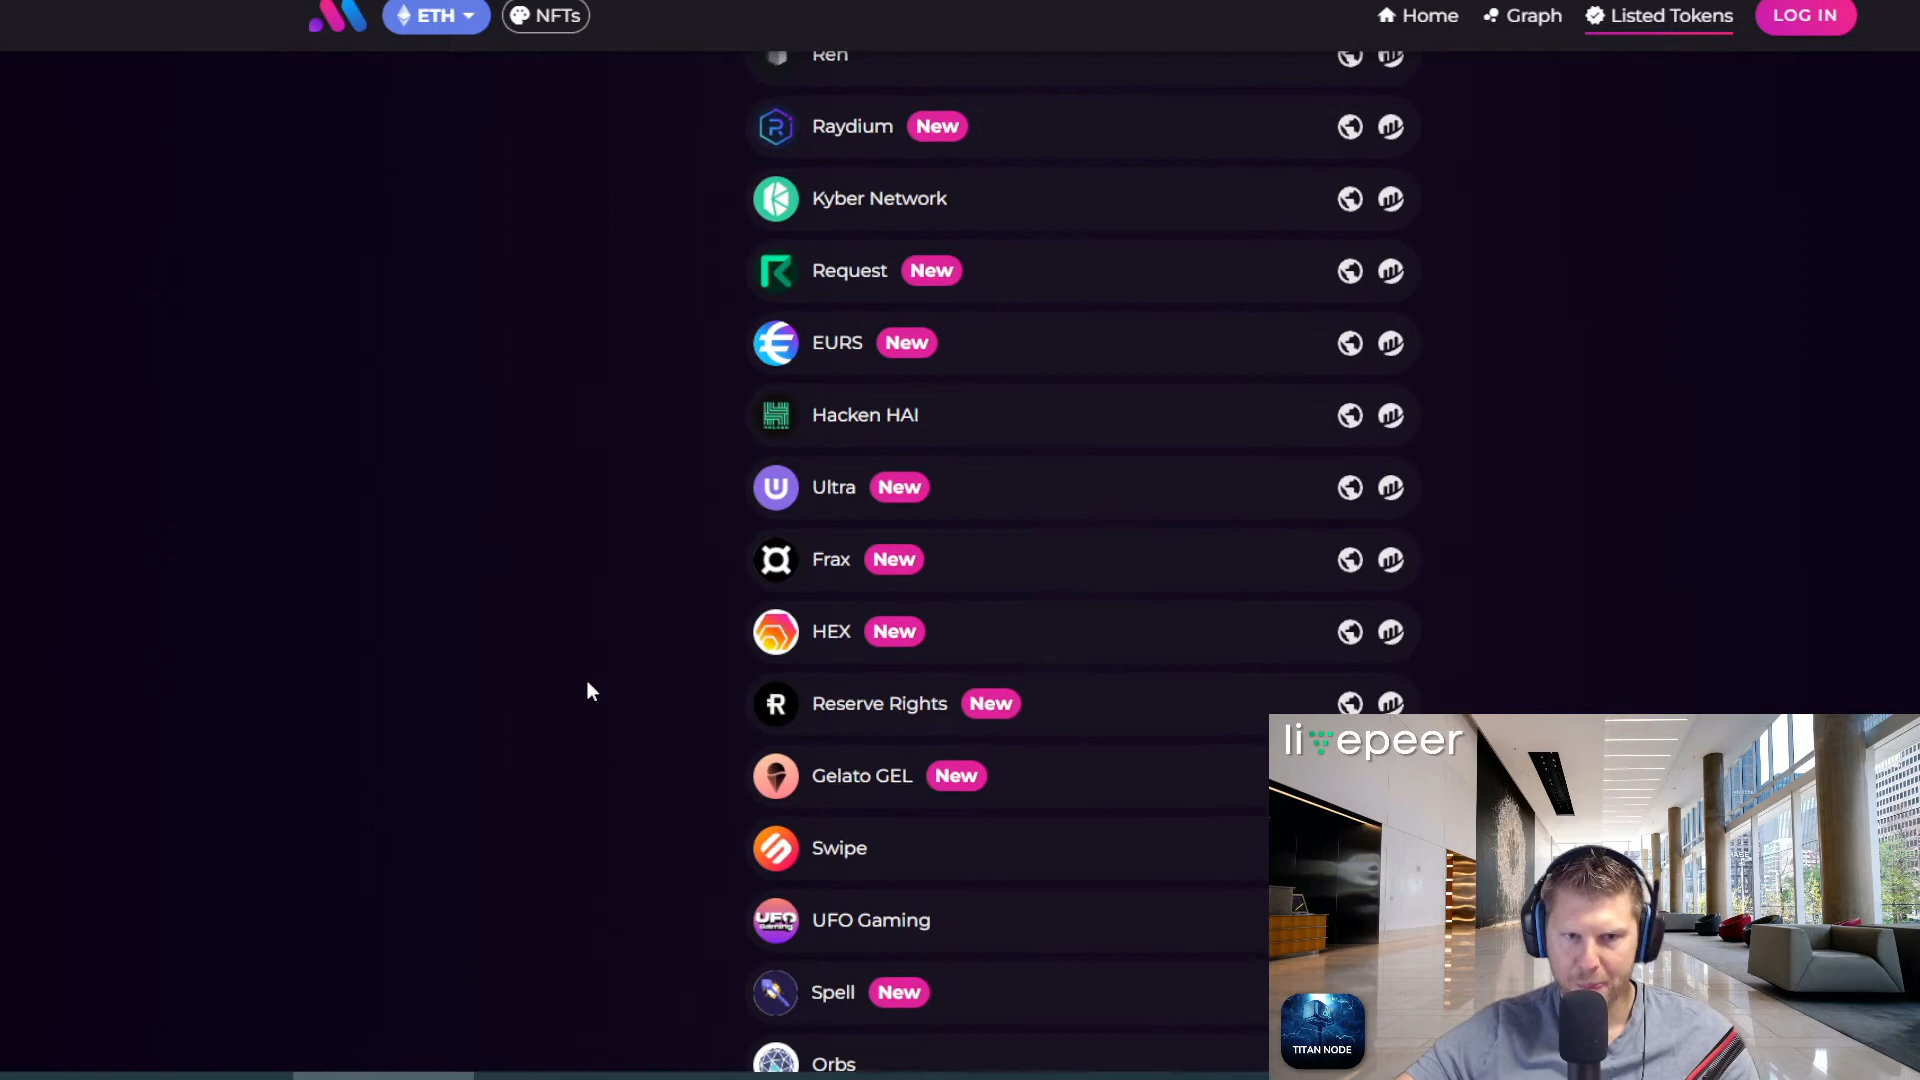 ETH
NFTs
Home
Graph
Listed Tokens
LOG IN
Ren
Raydium New
Kyber Network
Request New
EURS New
Hacken HAI
Ultra New
Frax New
HEX New
Reserve Rights New
Gelato GEL New
Swipe
UFO Gaming
UFO Gaming
Spell New
Orbs
livepeer
TITAN NODE